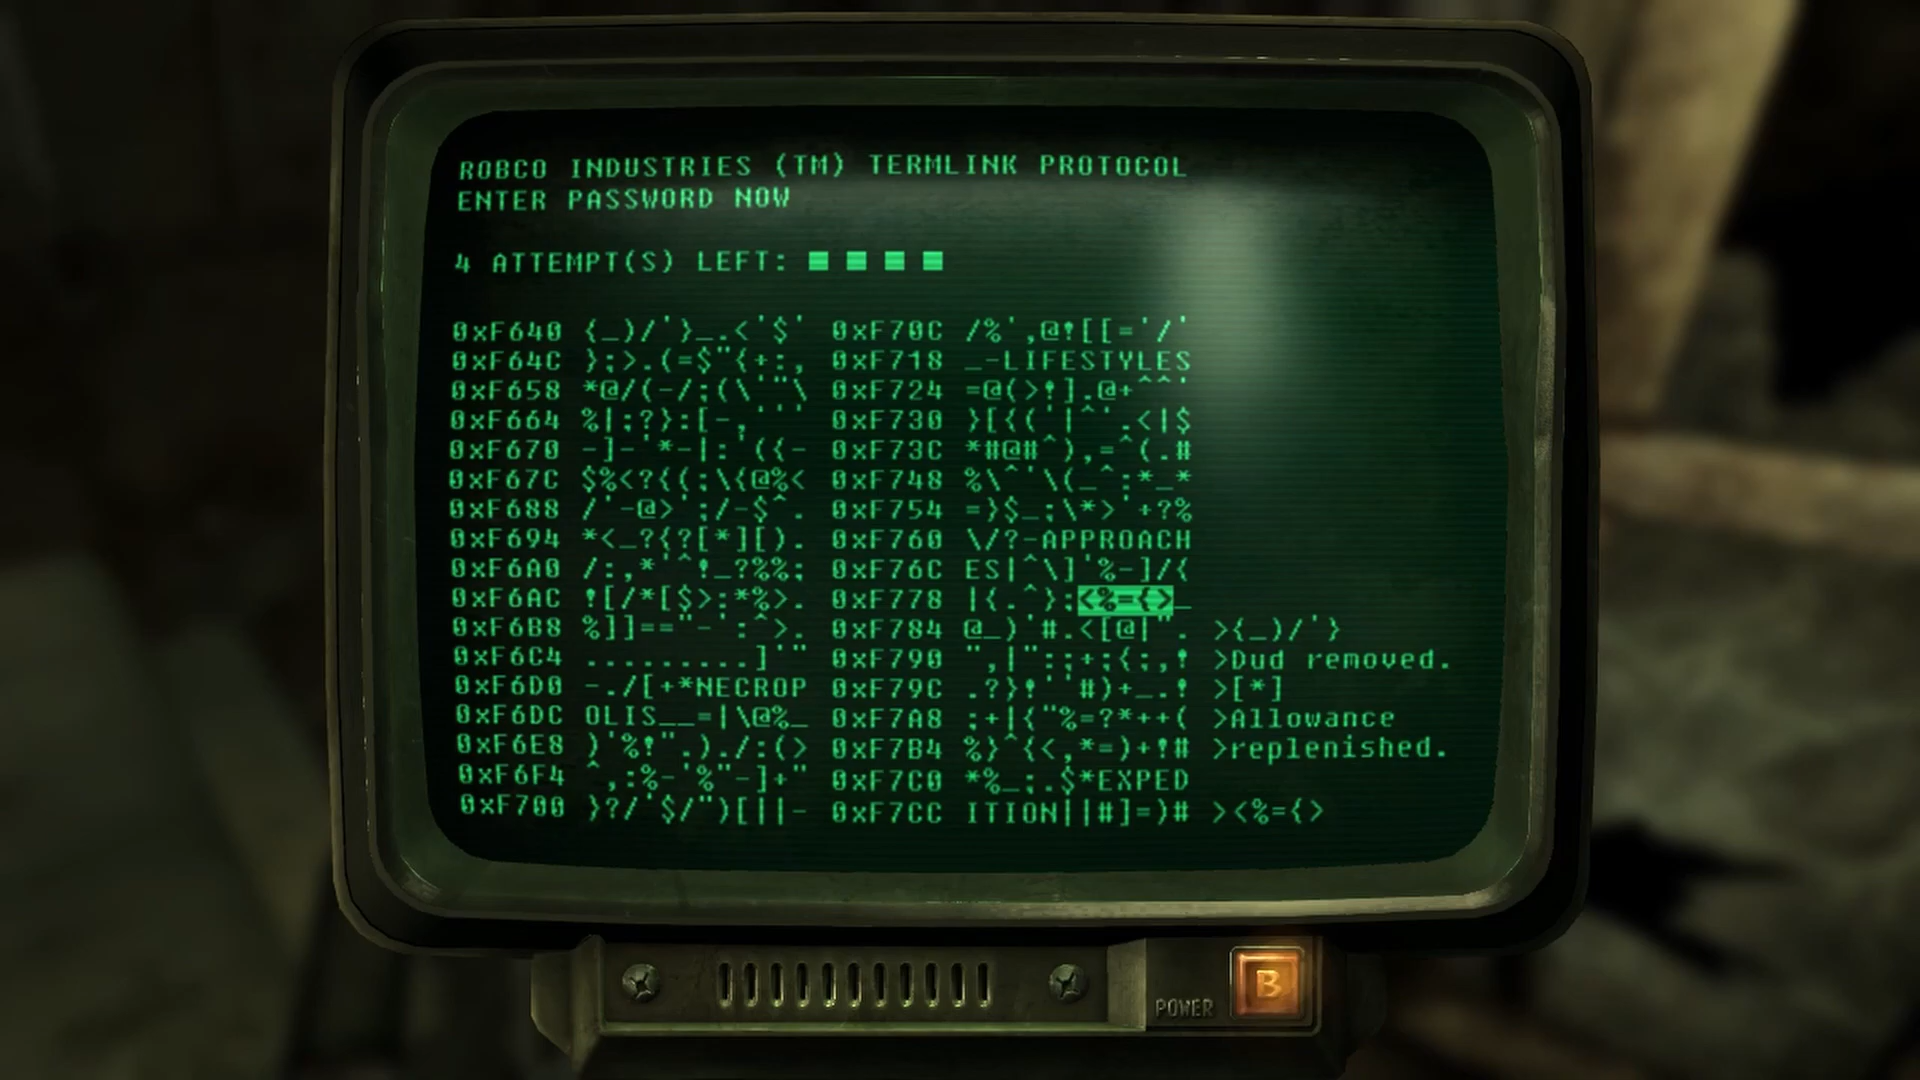 ROBCO INDUSTRIES (TM) TERMLINK PROTOCOL
ENTER PASSWORD NOW
4 ATTEMPT(S) LEFT: ■ ■ ■ ■
0xF640 {_)/'}_.<'$' 0xF70C /%',@![[='/'
0xF64C };>.(=$"{+:, 0xF718 _-LIFESTYLES
0xF658 *@/(-/;(\'"\ 0xF724 =@(>!].@+^^'
0xF664 %|;?}:[-,''' 0xF730 }[{('|^'.<|$
0xF670 -]-'*-|:'({- 0xF73C *#@#^),=^(.#
0xF67C $%<?{(;\{@%< 0xF748 %\^'\(_^:*_*
0xF688 /'-@>';/-$^. 0xF754 =}$_;\*>'+?%
0xF694 *<_?{?[*][). 0xF760 \/?-APPROACH
0xF6A0 /:,*'^!_?%%; 0xF76C ES|^\]'%-]/{
0xF6AC ![/*[$>:*%>. 0xF778 |{.^};<%={>_
0xF6B8 %]]=="-':^>. 0xF784 @_)'#.<[@|". >{_)/'}
0xF6C4 .........]'" 0xF790 ",|":;+;{:,! >Dud removed.
0xF6D0 -./[+*NECROP 0xF79C .?}!''#)+_.! >[*]
0xF6DC OLIS__=|\@%_ 0xF7A8 ;+|{"%=?*++( >Allowance
0xF6E8 )'%!".)./:(> 0xF7B4 %}^{<,*=)+!# >replenished.
0xF6F4 ^,:%-'%"-]+" 0xF7C0 *%_;.$*EXPED
0xF700 }?/'$/")[||- 0xF7CC ITION||#]=)# ><%={>
POWER
B